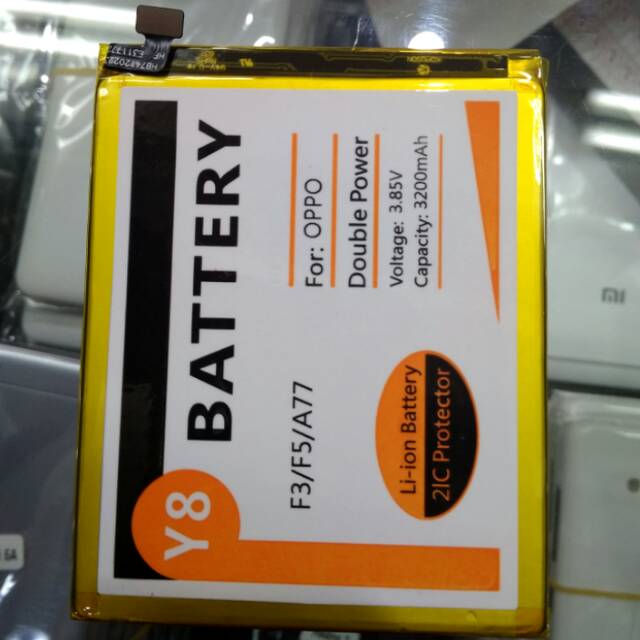 Y8
BATTERY
F3/F5/A77
For: OPPO
Double Power
Voltage: 3.85V
Capacity: 3200mAh
Li-ion Battery
2IC Protector
6A